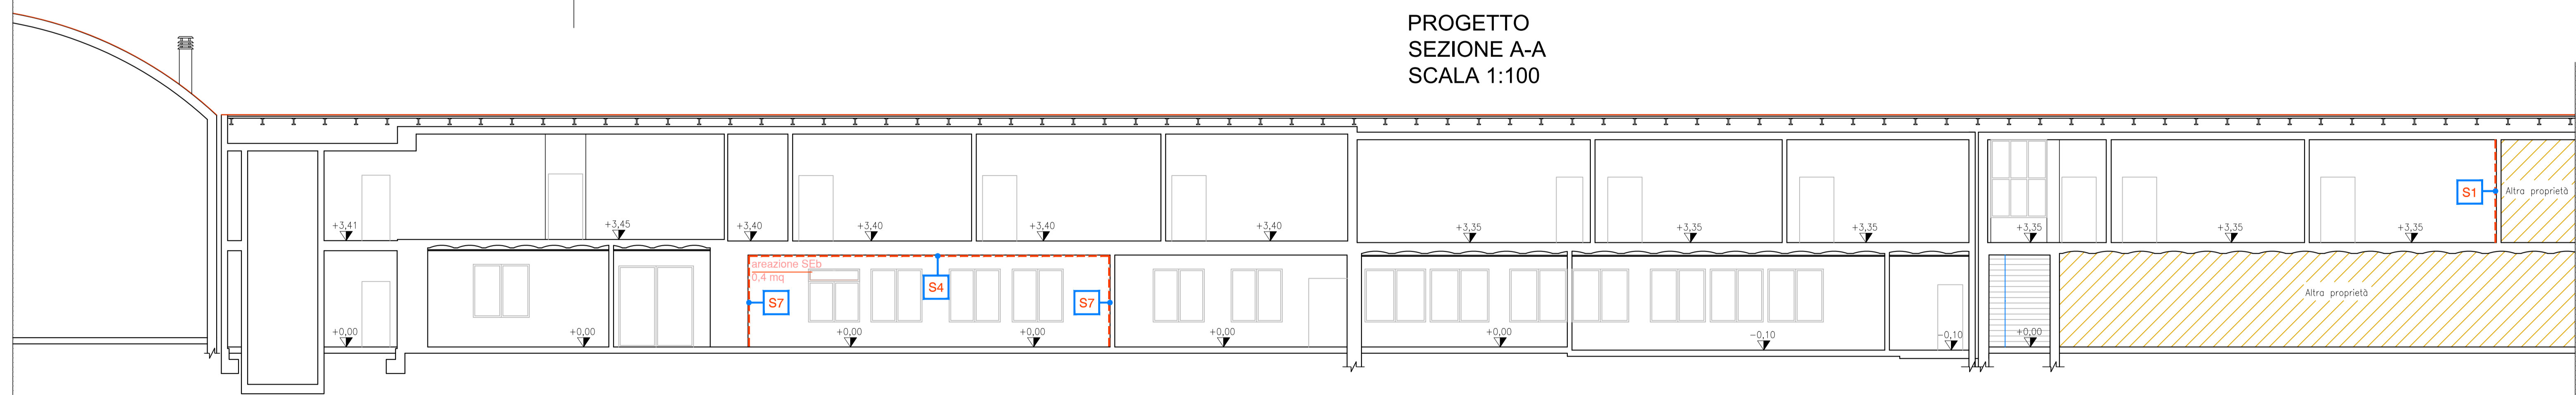 PROGETTO
SEZIONE A-A
SCALA 1:100
S1
Altra proprietà
+3,41
+3,45
+3,40
+3,40
+3,40
+3,40
+3,35
+3,35
+3,35
+3,35
+3,35
+3,35
areazione SEb
0,4 mq
S7
S4
S7
Altra proprietà
+0,00
+0,00
+0,00
+0,00
+0,00
+0,00
-0,10
-0,10
+0,00